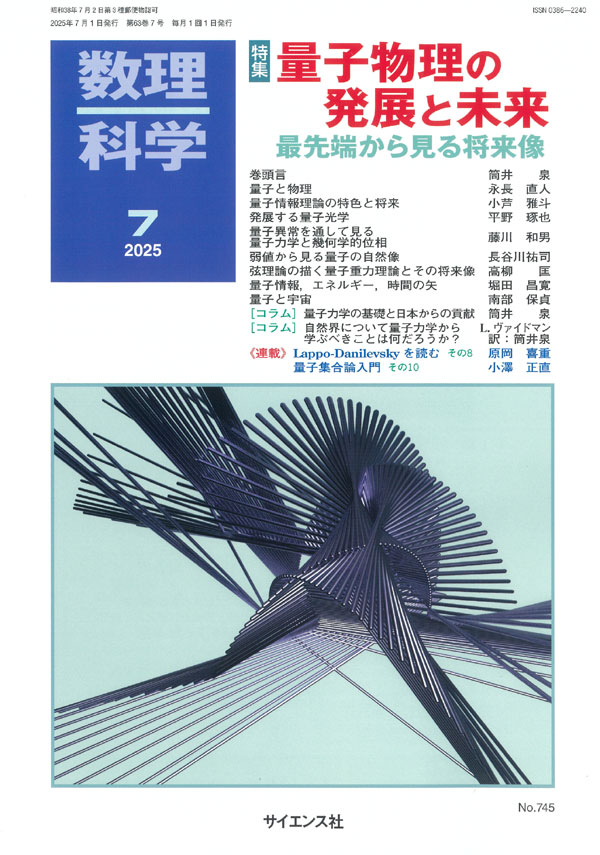 昭和38年7月2日第3種郵便物認可
ISSN 0386-2240
2025年7月1日発行 第63巻7号 毎月1回1日発行
数理
科学
7
2025
特集
量子物理の
発展と未来
最先端から見る将来像
巻頭言 筒井 泉
量子と物理 永長 直人
量子情報理論の特色と将来 小芦 雅斗
発展する量子光学 平野 琢也
量子異常を通して見る
量子力学と幾何学的位相 藤川 和男
弱値から見る量子の自然像 長谷川祐司
弦理論の描く量子重力理論とその将来像 高柳 匡
量子情報,エネルギー,時間の矢 堀田 昌寛
量子と宇宙 南部 保貞
[コラム] 量子力学の基礎と日本からの貢献 筒井 泉
[コラム] 自然界について量子力学から L. ヴァイドマン
学ぶべきことは何だろうか? 訳:筒井泉
《連載》Lappo-Danilevsky を読む その8 原岡 喜重
量子集合論入門 その10 小澤 正直
No.745
サイエンス社